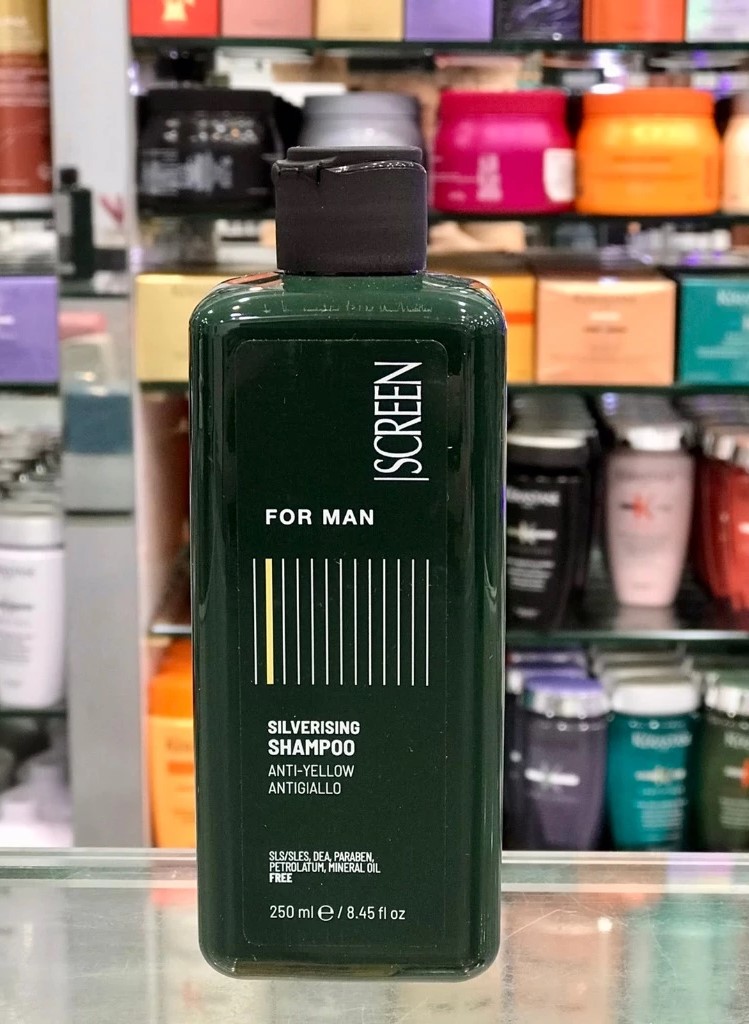 SCREEN
FOR MAN
SILVERISING
SHAMPOO
ANTI-YELLOW
ANTIGIALLO
SLS/SLES, DEA, PARABEN,
PETROLATUM, MINERAL OIL
FREE
250 ml ℮ / 8.45 fl oz